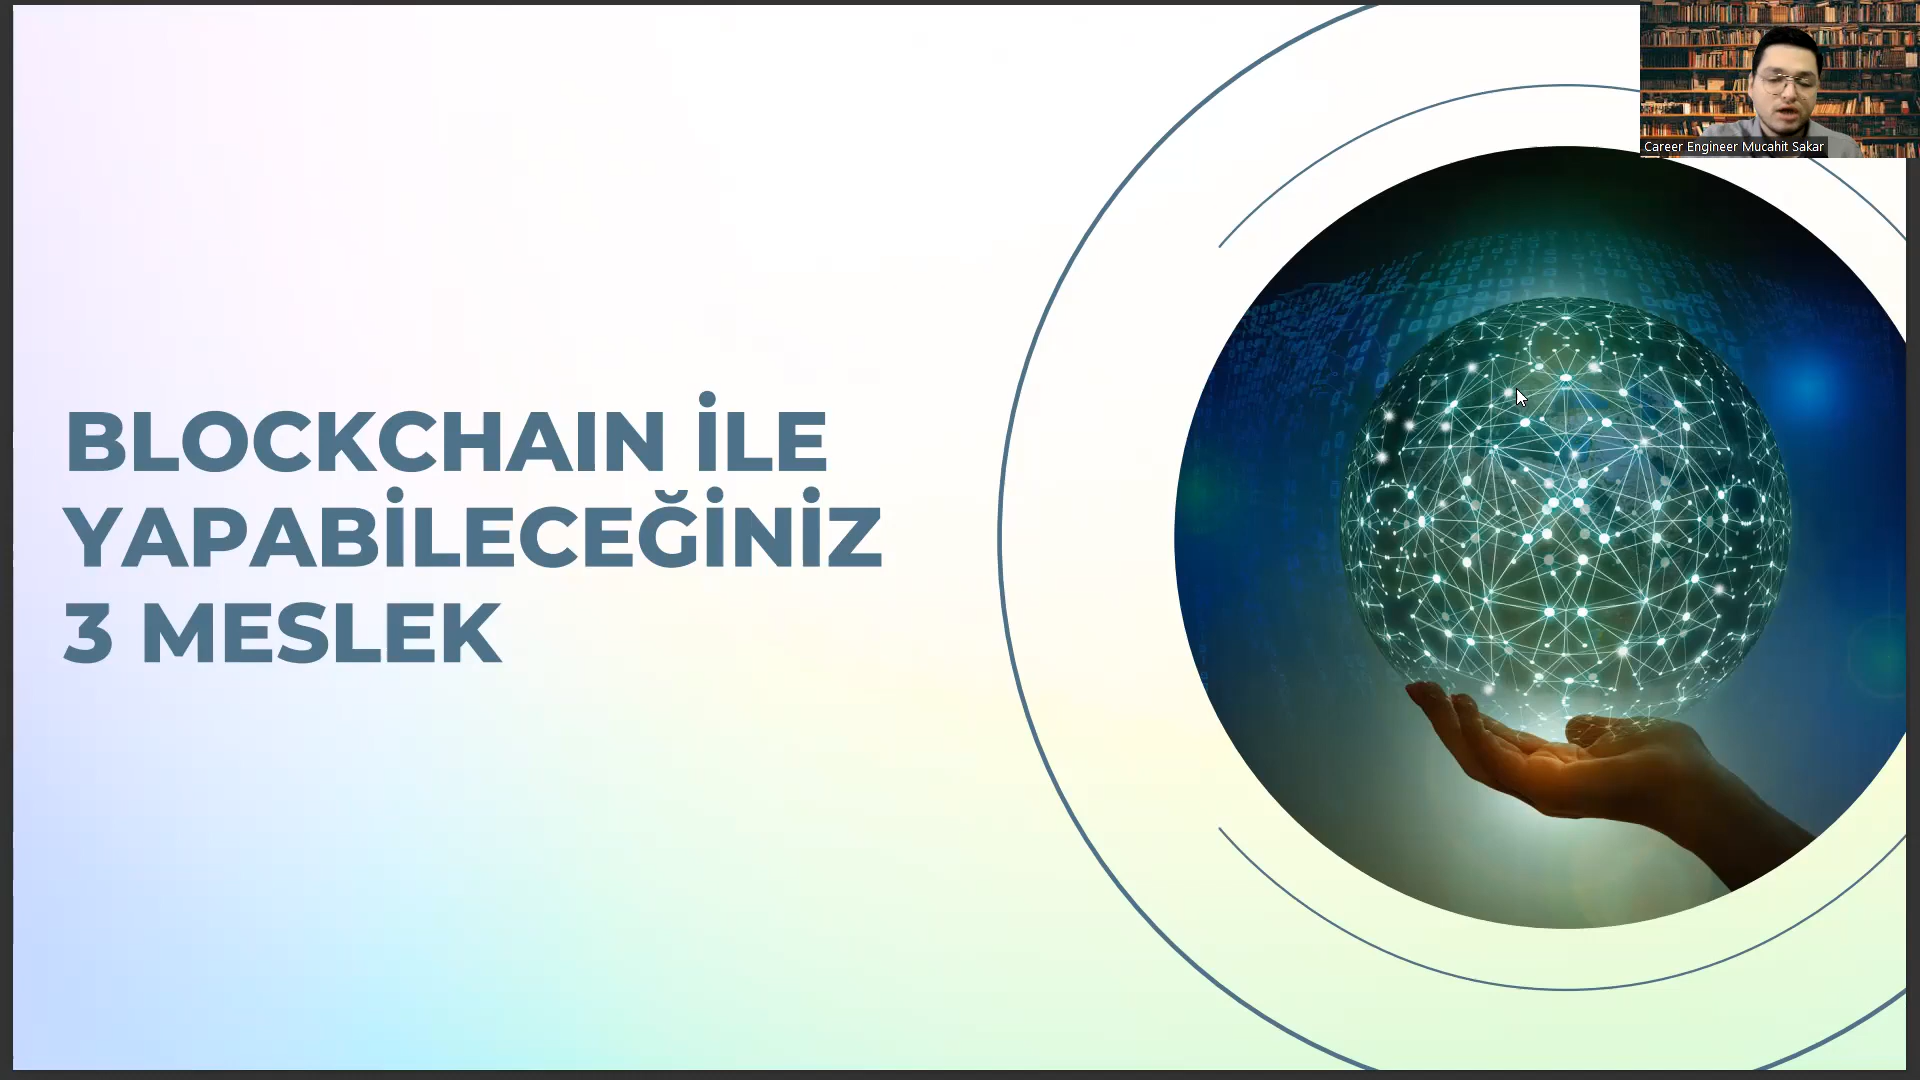 Career Engineer Mucahit Sakar
BLOCKCHAIN İLE
YAPABİLECEĞİNİZ
3 MESLEK